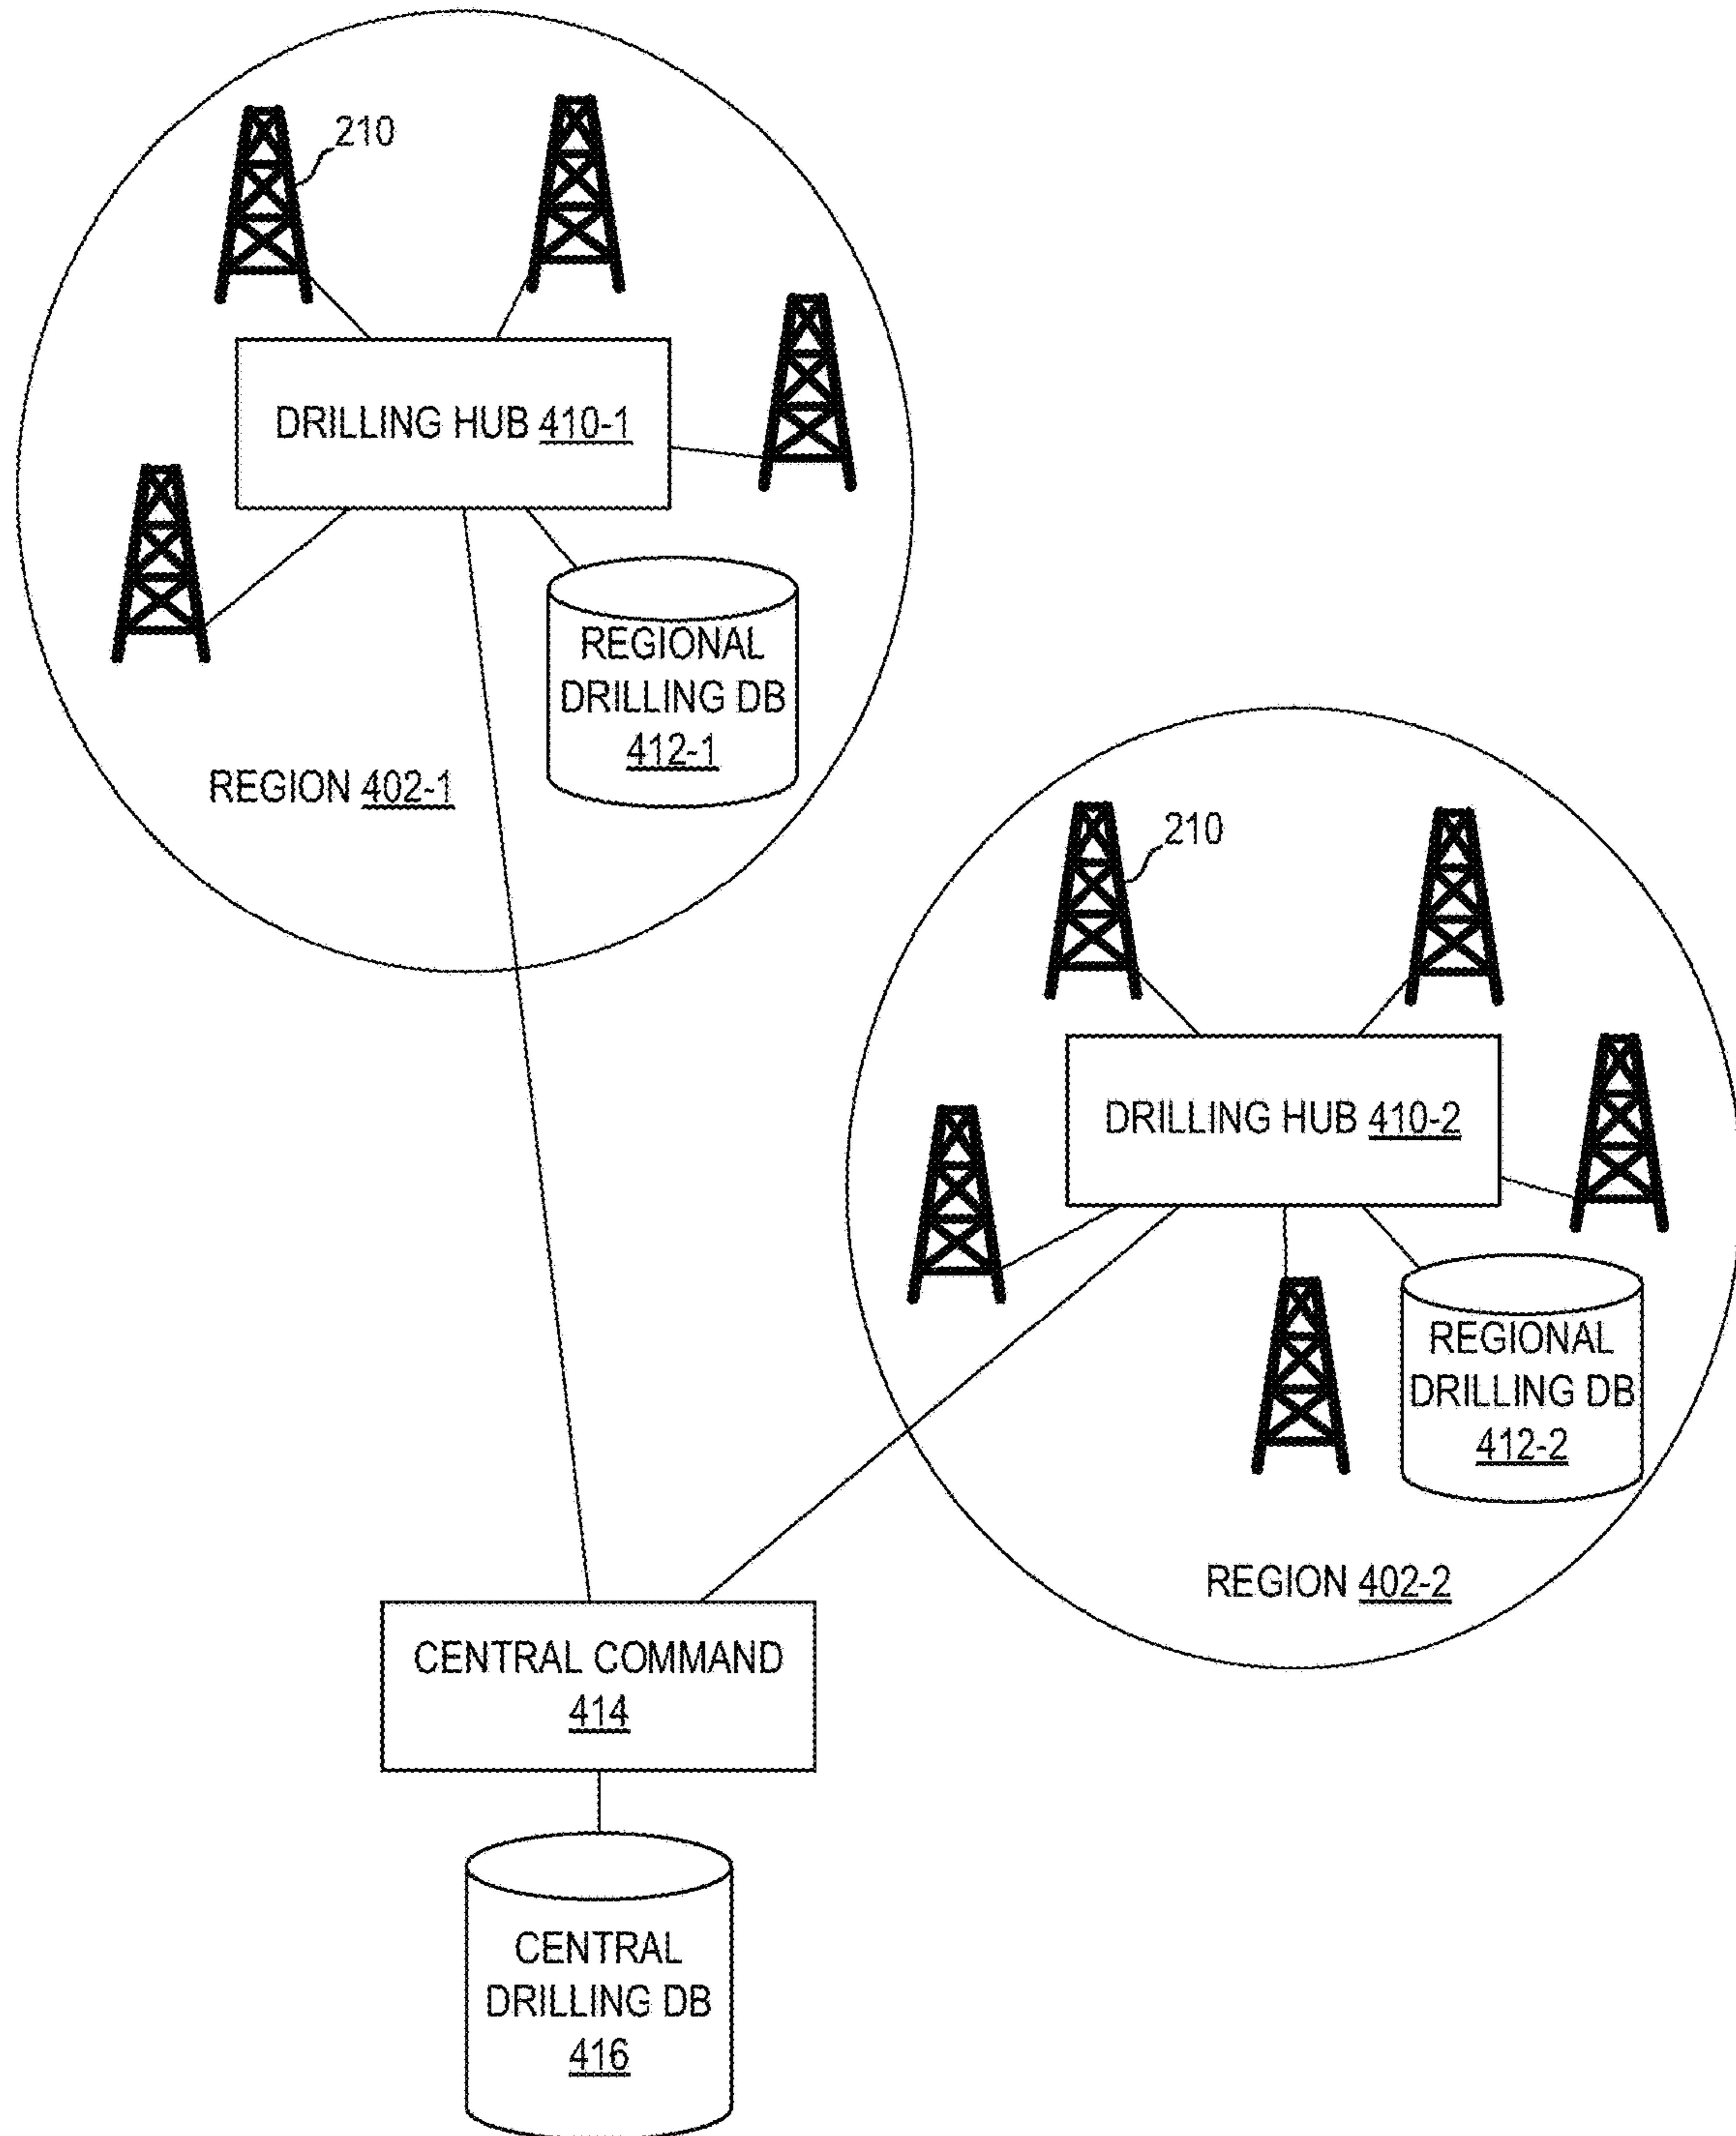 210
DRILLING HUB 410-1
REGIONAL
DRILLING DB
412-1
REGION 402-1
210
DRILLING HUB 410-2
REGIONAL
DRILLING DB
412-2
REGION 402-2
CENTRAL COMMAND
414
CENTRAL
DRILLING DB
416